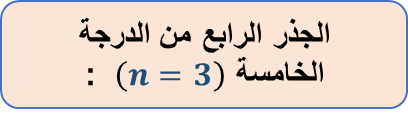 الجذر الرابع من الدرجة
الخامسة (n = 3) :